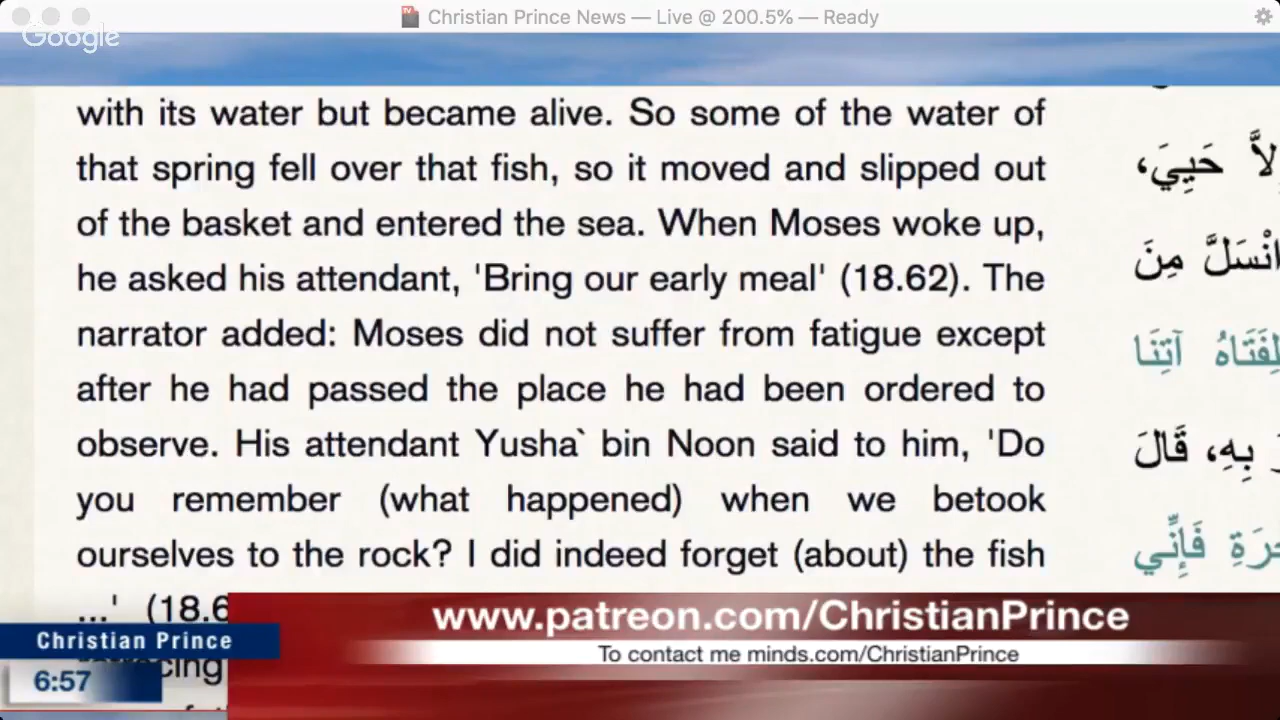 Christian Prince News — Live @ 200.5% — Ready
Google
with its water but became alive. So some of the water of
that spring fell over that fish, so it moved and slipped out
of the basket and entered the sea. When Moses woke up,
he asked his attendant, 'Bring our early meal' (18.62). The
narrator added: Moses did not suffer from fatigue except
after he had passed the place he had been ordered to
observe. His attendant Yusha` bin Noon said to him, 'Do
you remember (what happened) when we betook
ourselves to the rock? I did indeed forget (about) the fish
...' (18.6
حَيِيَ،
مِنَ
آتِنَا
بِهِ، قَالَ
فَإِنِّي
www.patreon.com/ChristianPrince
To contact me minds.com/ChristianPrince
Christian Prince
6:57